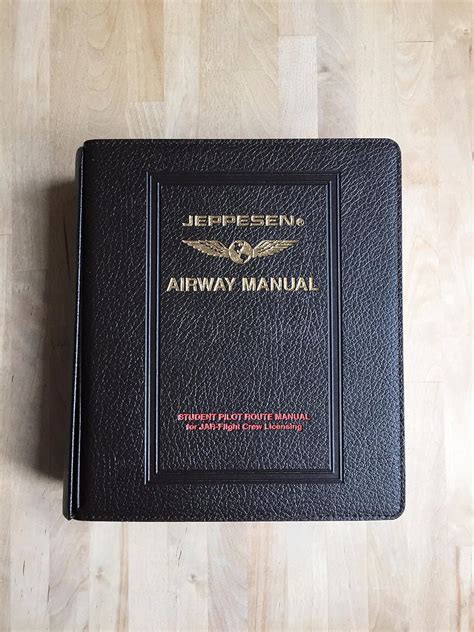 JEPPESEN®
AIRWAY MANUAL
STUDENT PILOT ROUTE MANUAL
for JAR-Flight Crew Licensing